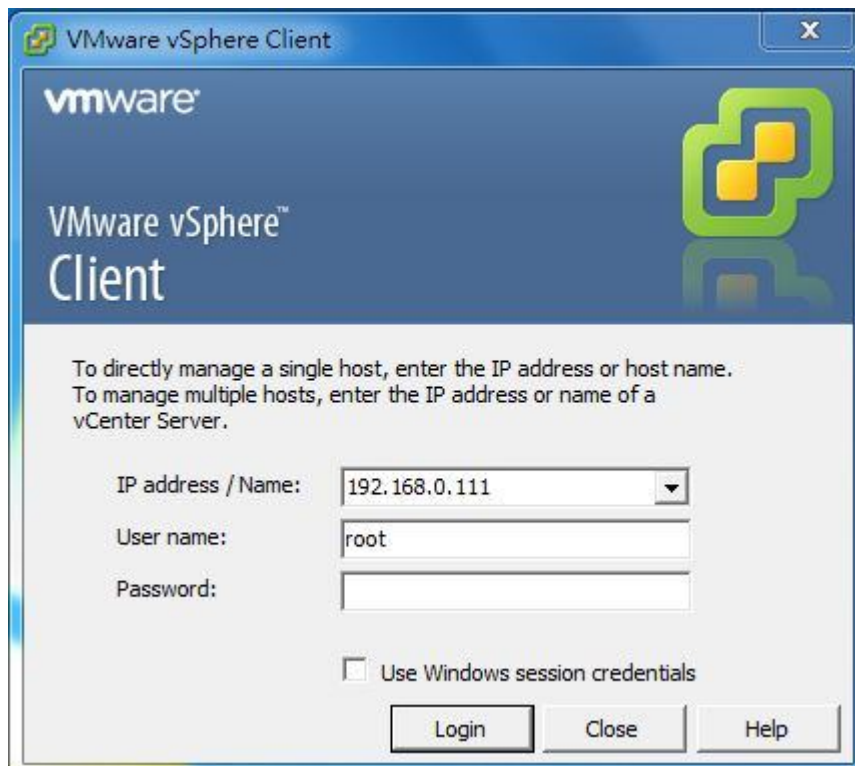 VMware vSphere Client
vmware
VMware vSphere™
Client
To directly manage a single host, enter the IP address or host name.
To manage multiple hosts, enter the IP address or name of a
vCenter Server.
IP address / Name: 192.168.0.111
User name: root
Password:
Use Windows session credentials
Login Close Help